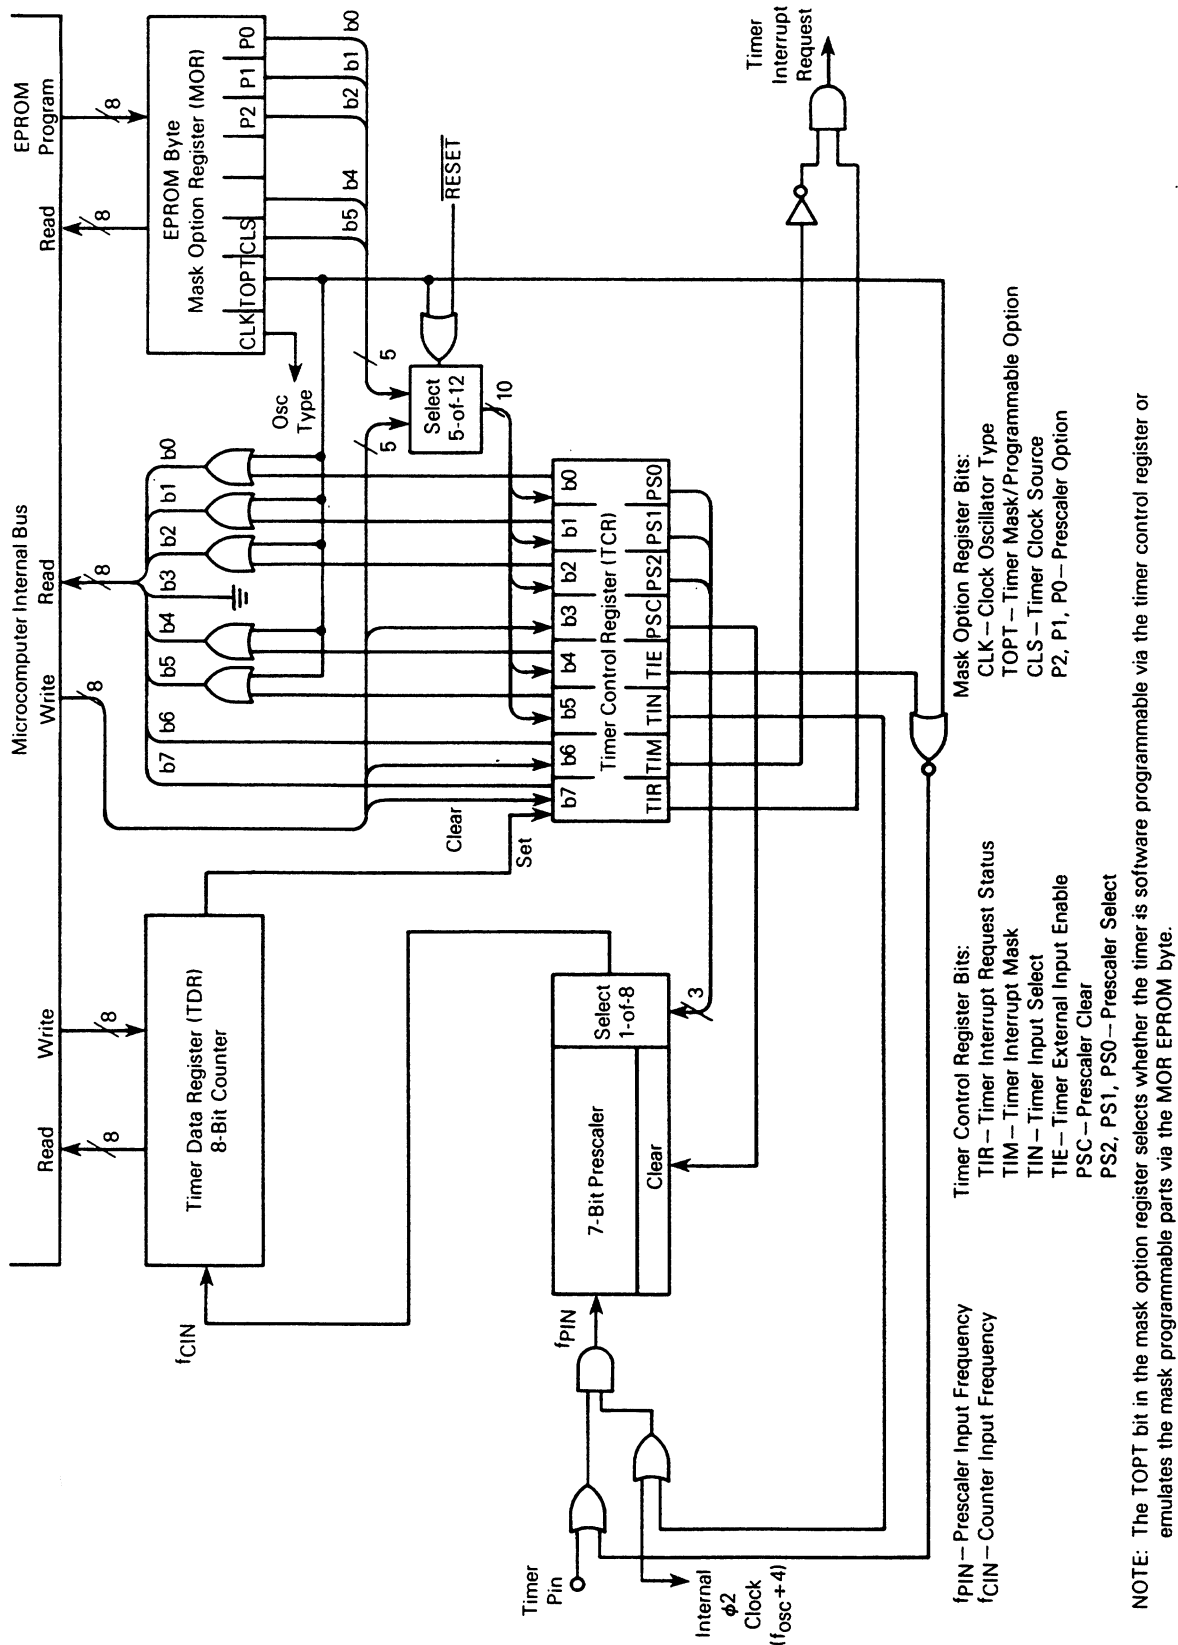 Microcomputer Internal Bus
Read
Write
Write
Read
Read
EPROM
Program
8
8
8
8
8
8
Timer Data Register (TDR)
8-Bit Counter
fCIN
b7
b6
b5
b4
b3
b2
b1
b0
Osc
Type
EPROM Byte
Mask Option Register (MOR)
CLK
TOPT
CLS
P2
P1
P0
b5
b4
b2
b1
b0
5
5
Select
5-of-12
10
RESET
Clear
Set
b7
b6
b5
b4
b3
b2
b1
b0
Timer Control Register (TCR)
TIR
TIM
TIN
TIE
PSC
PS2
PS1
PS0
Timer
Interrupt
Request
fPIN
7-Bit Prescaler
Clear
Select
1-of-8
3
Timer
Pin
Internal
ϕ2
Clock
(fosc÷4)
fPIN – Prescaler Input Frequency
fCIN – Counter Input Frequency
Timer Control Register Bits:
TIR – Timer Interrupt Request Status
TIM – Timer Interrupt Mask
TIN – Timer Input Select
TIE – Timer External Input Enable
PSC – Prescaler Clear
PS2, PS1, PS0 – Prescaler Select
Mask Option Register Bits:
CLK – Clock Oscillator Type
TOPT – Timer Mask/Programmable Option
CLS – Timer Clock Source
P2, P1, P0 – Prescaler Option
NOTE: The TOPT bit in the mask option register selects whether the timer is software programmable via the timer control register or
emulates the mask programmable parts via the MOR EPROM byte.